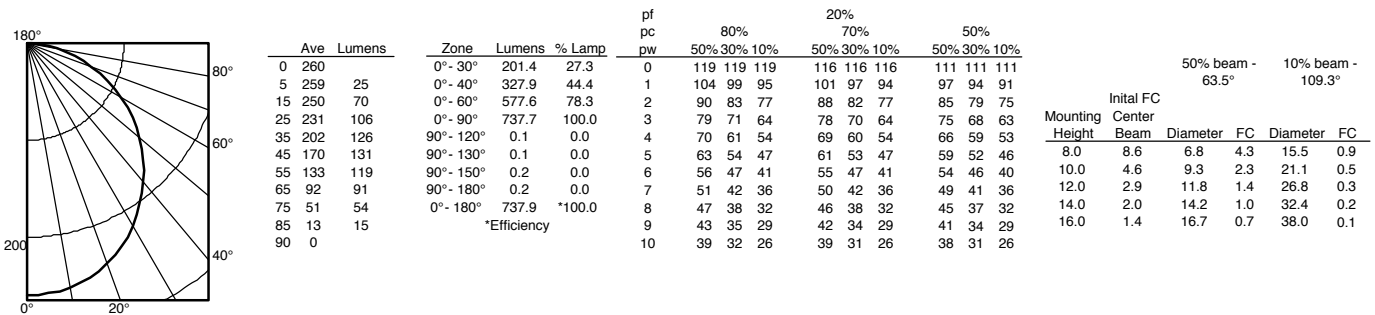 180°
80°
60°
40°
200
0° 20°
Ave Lumens
0 260
5 259 25
15 250 70
25 231 106
35 202 126
45 170 131
55 133 119
65 92 91
75 51 54
85 13 15
90 0
Zone Lumens % Lamp
0°- 30° 201.4 27.3
0°- 40° 327.9 44.4
0°- 60° 577.6 78.3
0°- 90° 737.7 100.0
90°- 120° 0.1 0.0
90°- 130° 0.1 0.0
90°- 150° 0.2 0.0
90°- 180° 0.2 0.0
0°- 180° 737.9 *100.0
*Efficiency
pf 20%
pc 80% 70% 50%
pw 50% 30% 10% 50% 30% 10% 50% 30% 10%
0 119 119 119 116 116 116 111 111 111
1 104 99 95 101 97 94 97 94 91
2 90 83 77 88 82 77 85 79 75
3 79 71 64 78 70 64 75 68 63
4 70 61 54 69 60 54 66 59 53
5 63 54 47 61 53 47 59 52 46
6 56 47 41 55 47 41 54 46 40
7 51 42 36 50 42 36 49 41 36
8 47 38 32 46 38 32 45 37 32
9 43 35 29 42 34 29 41 34 29
10 39 32 26 39 31 26 38 31 26
50% beam - 10% beam -
63.5° 109.3°
Inital FC
Mounting Center
Height Beam Diameter FC Diameter FC
8.0 8.6 6.8 4.3 15.5 0.9
10.0 4.6 9.3 2.3 21.1 0.5
12.0 2.9 11.8 1.4 26.8 0.3
14.0 2.0 14.2 1.0 32.4 0.2
16.0 1.4 16.7 0.7 38.0 0.1